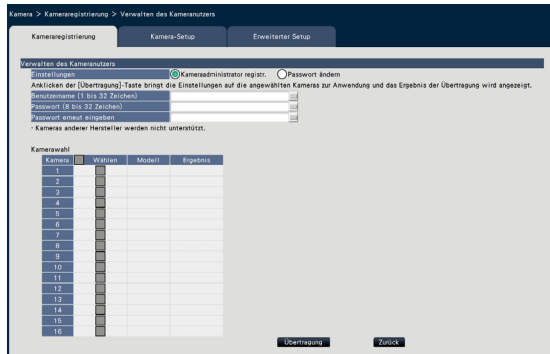 Kamera > Kameraregistrierung > Verwalten des Kameranutzers
Kameraregistrierung Kamera-Setup Erweiterter Setup
Verwalten des Kameranutzers
Einstellungen Kameraadministrator registr. Passwort ändern
Anklicken der [Übertragung]-Taste bringt die Einstellungen auf die angewählten Kameras zur Anwendung und das Ergebnis der Übertragung wird angezeigt.
Benutzername (1 bis 32 Zeichen)
Passwort (8 bis 32 Zeichen)
Passwort erneut eingeben
· Kameras anderer Hersteller werden nicht unterstützt.
Kamerawahl
Kamera Wählen Modell Ergebnis
1
2
3
4
5
6
7
8
9
10
11
12
13
14
15
16
Übertragung Zurück